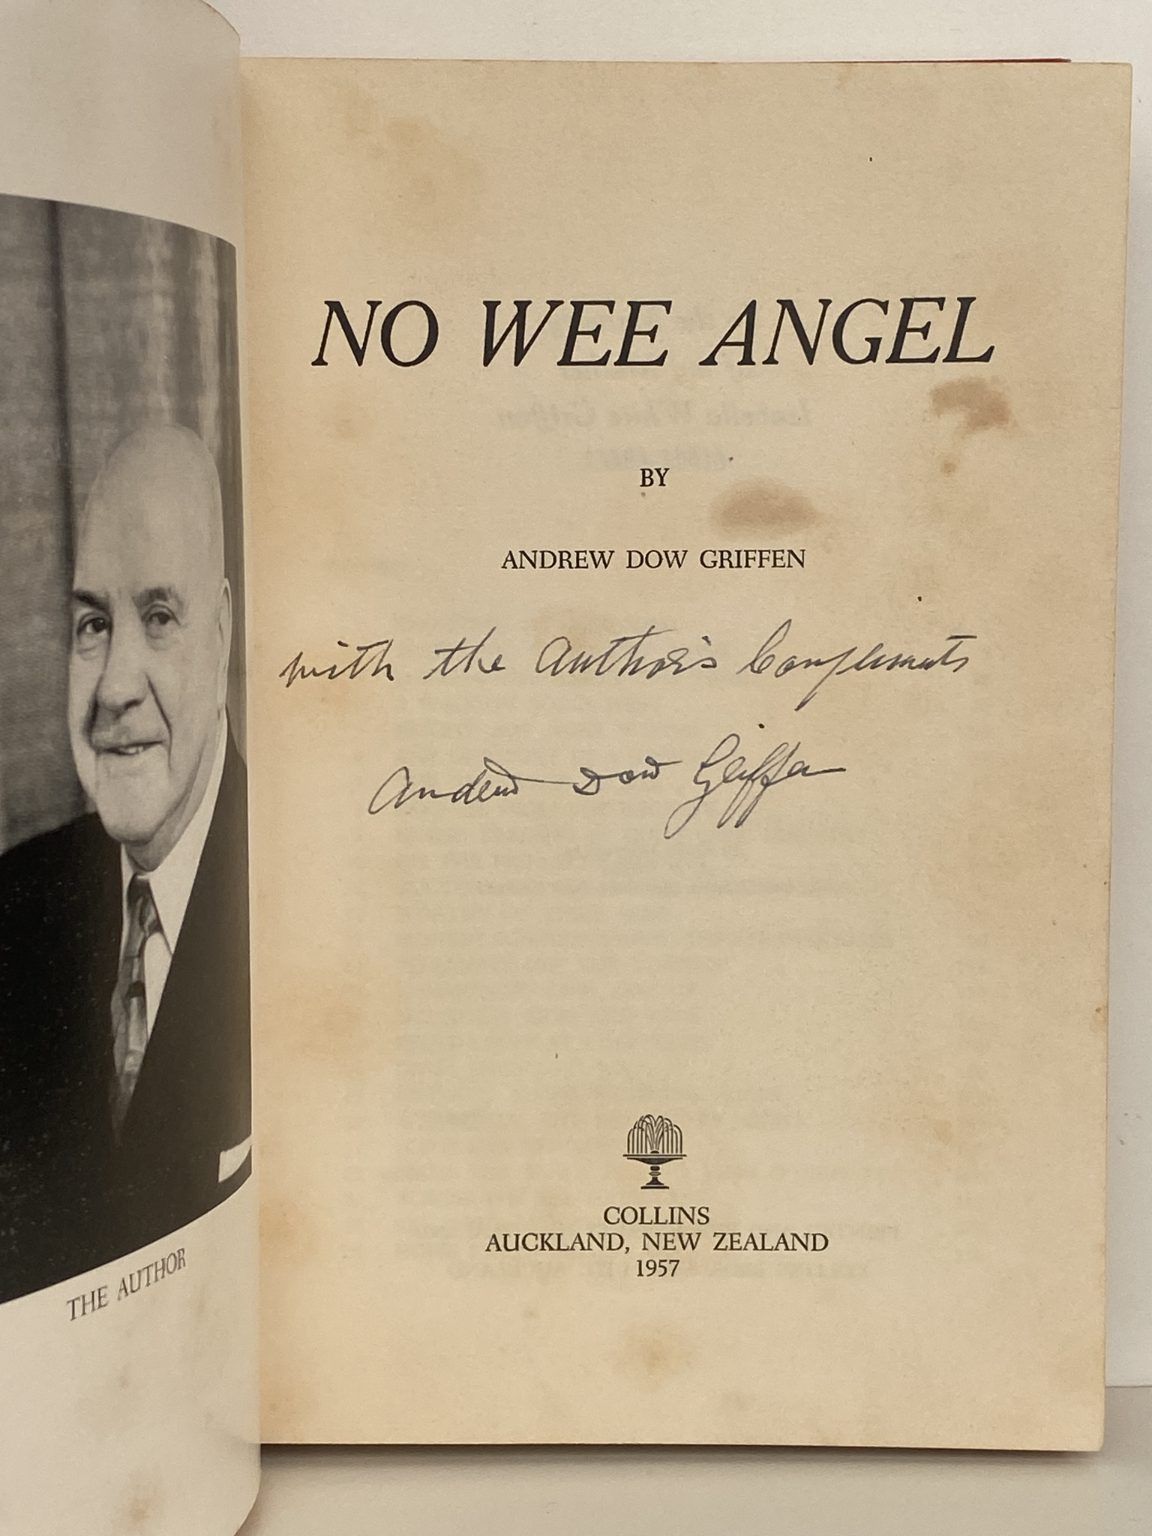 NO WEE ANGEL
BY
ANDREW DOW GRIFFEN
with the Author's Compliments
Andrew Dow Griffen
COLLINS
AUCKLAND, NEW ZEALAND
1957
THE AUTHOR